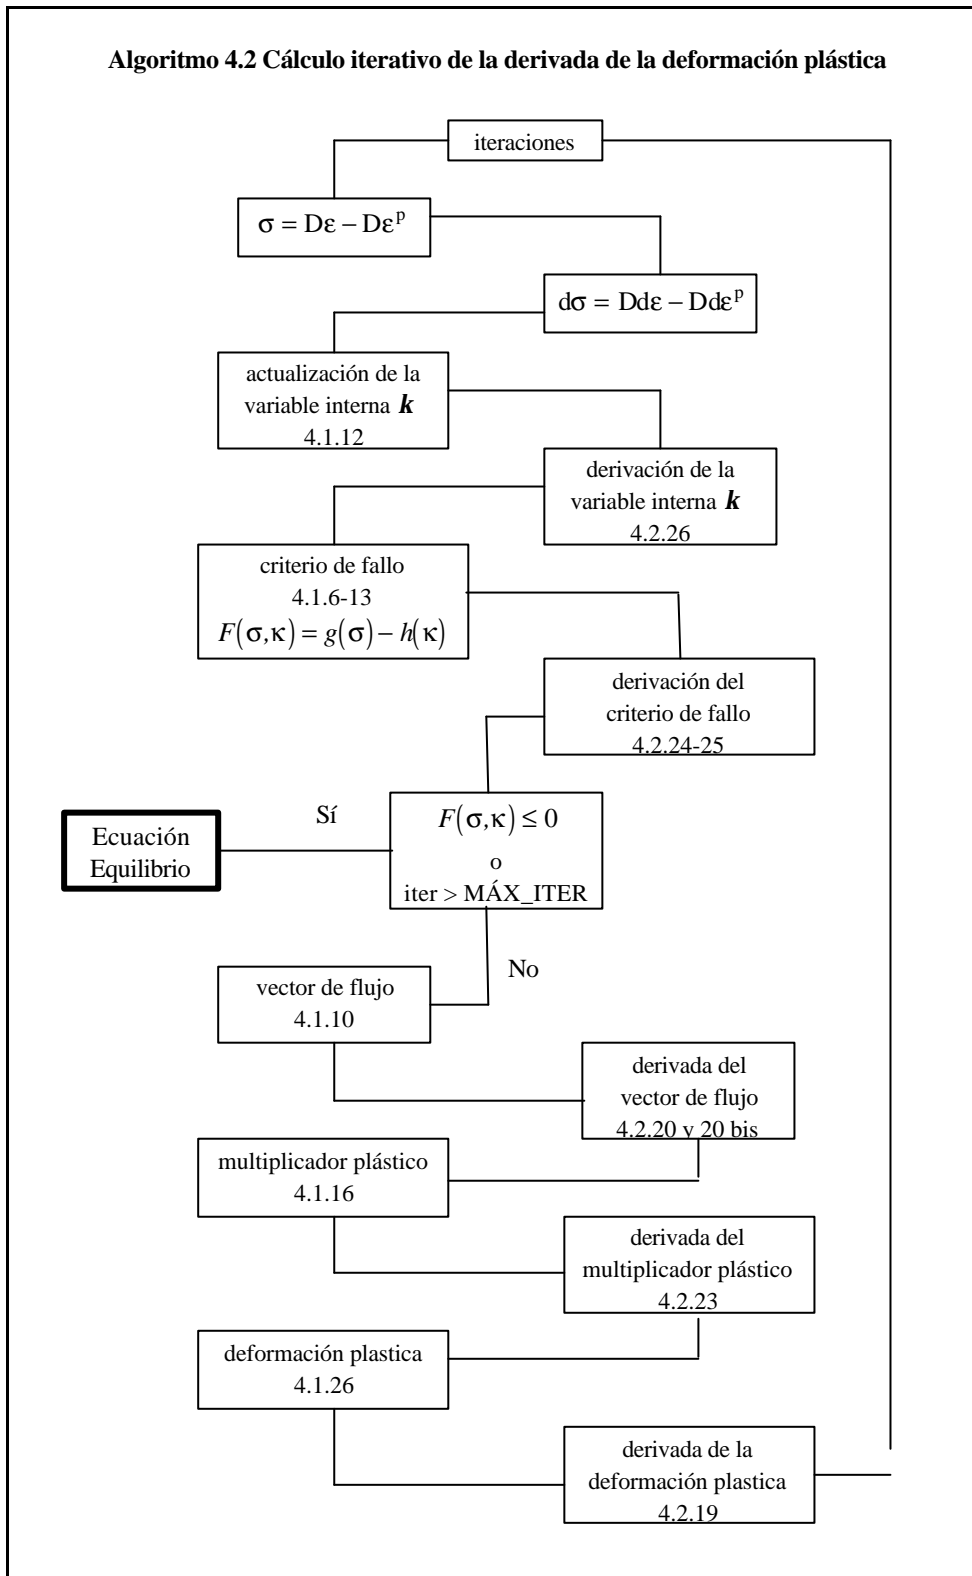 Algoritmo 4.2 Cálculo iterativo de la derivada de la deformación plástica
iteraciones
σ = Dε − Dεᵖ
dσ = Ddε − Ddεᵖ
actualización de la
variable interna k
4.1.12
derivación de la
variable interna k
4.2.26
criterio de fallo
4.1.6-13
F(σ,κ) = g(σ) − h(κ)
derivación del
criterio de fallo
4.2.24-25
Sí
F(σ,κ) ≤ 0
o
iter > MÁX_ITER
Ecuación
Equilibrio
No
vector de flujo
4.1.10
derivada del
vector de flujo
4.2.20 y 20 bis
multiplicador plástico
4.1.16
derivada del
multiplicador plástico
4.2.23
deformación plastica
4.1.26
derivada de la
deformación plastica
4.2.19